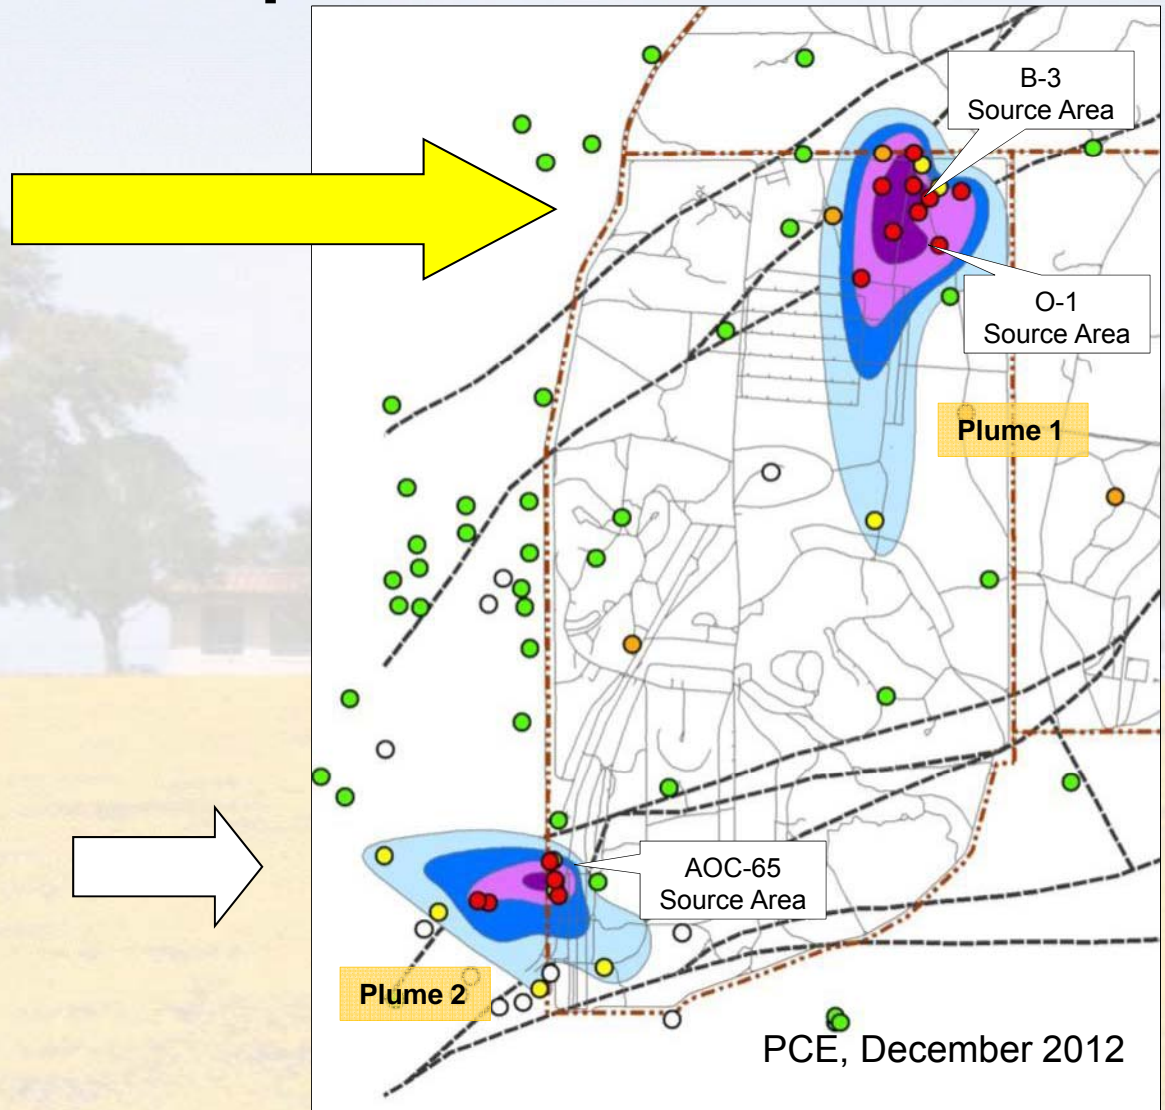 B-3
Source Area
O-1
Source Area
Plume 1
AOC-65
Source Area
Plume 2
PCE, December 2012